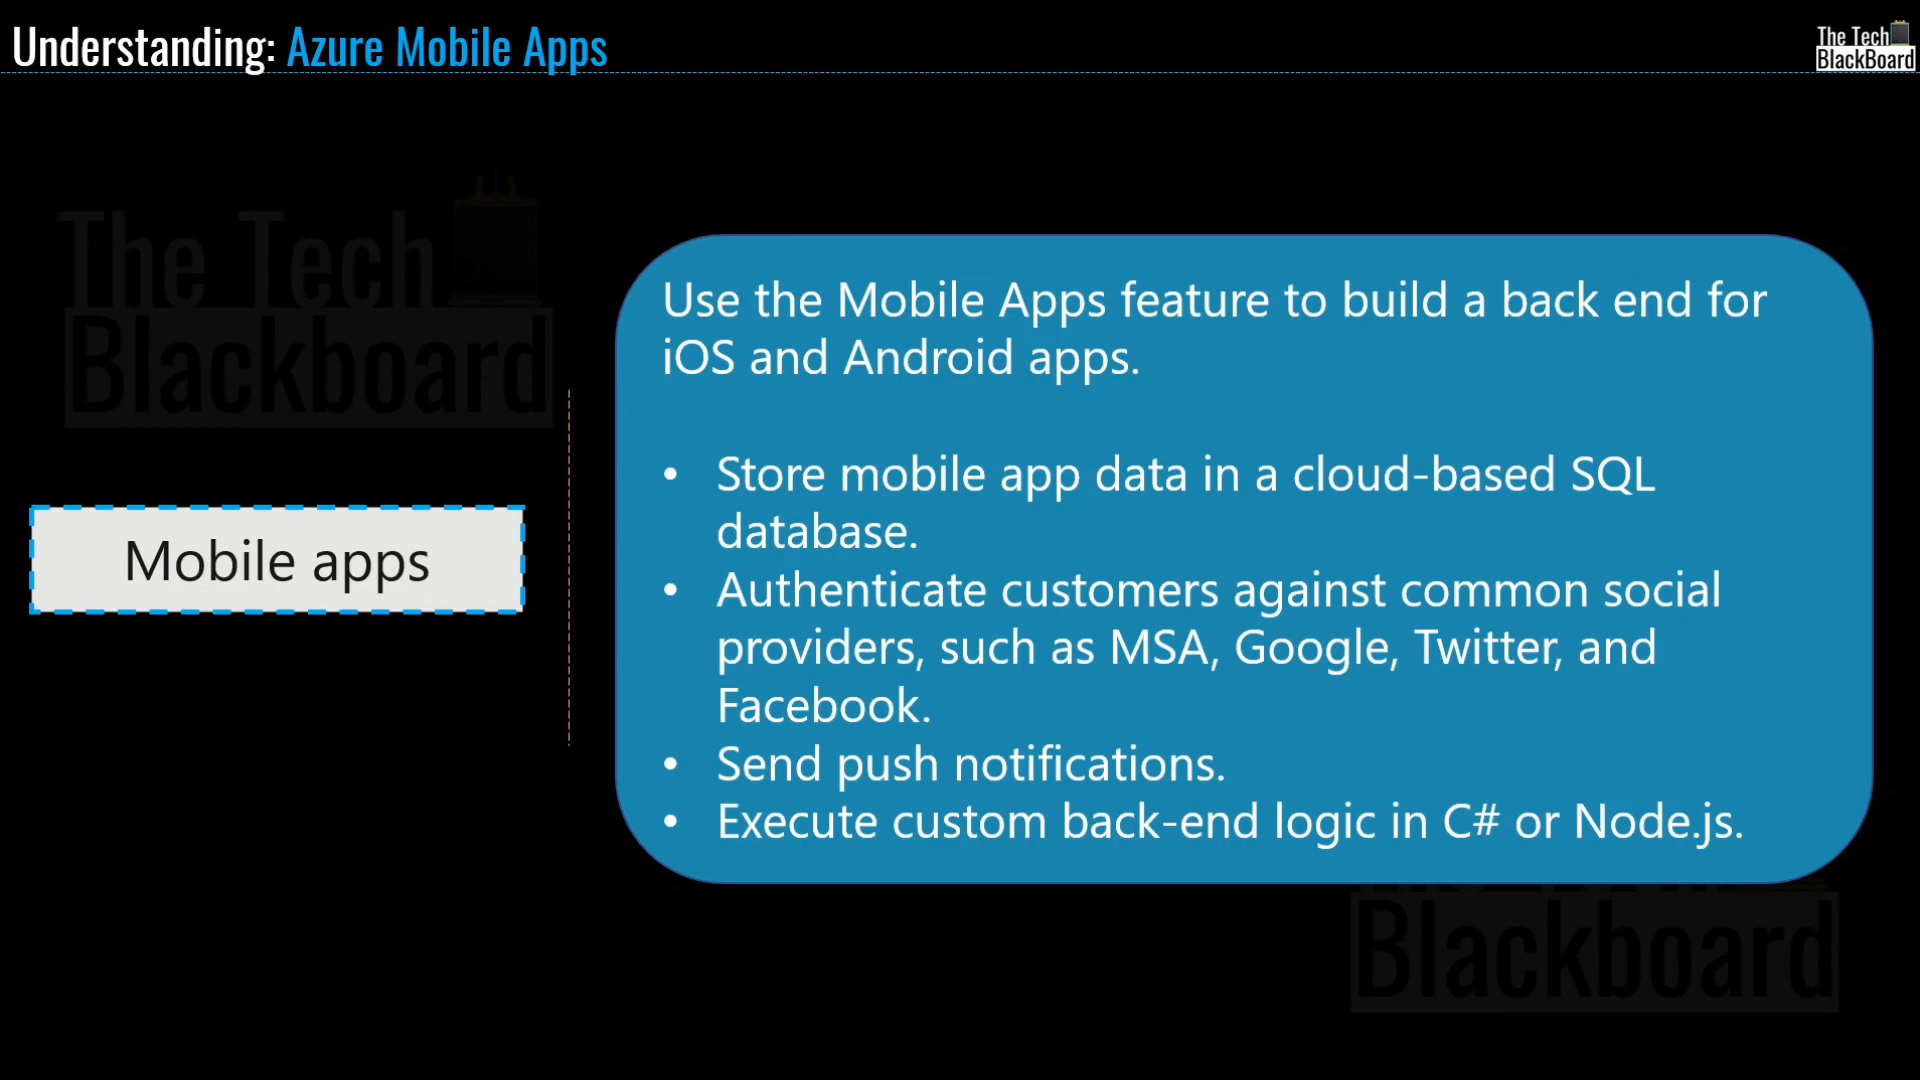 Understanding: Azure Mobile Apps
The Tech
BlackBoard
The Tech
Blackboard
Mobile apps
Use the Mobile Apps feature to build a back end for
iOS and Android apps.
• Store mobile app data in a cloud-based SQL
database.
• Authenticate customers against common social
providers, such as MSA, Google, Twitter, and
Facebook.
• Send push notifications.
• Execute custom back-end logic in C# or Node.js.
Blackboard